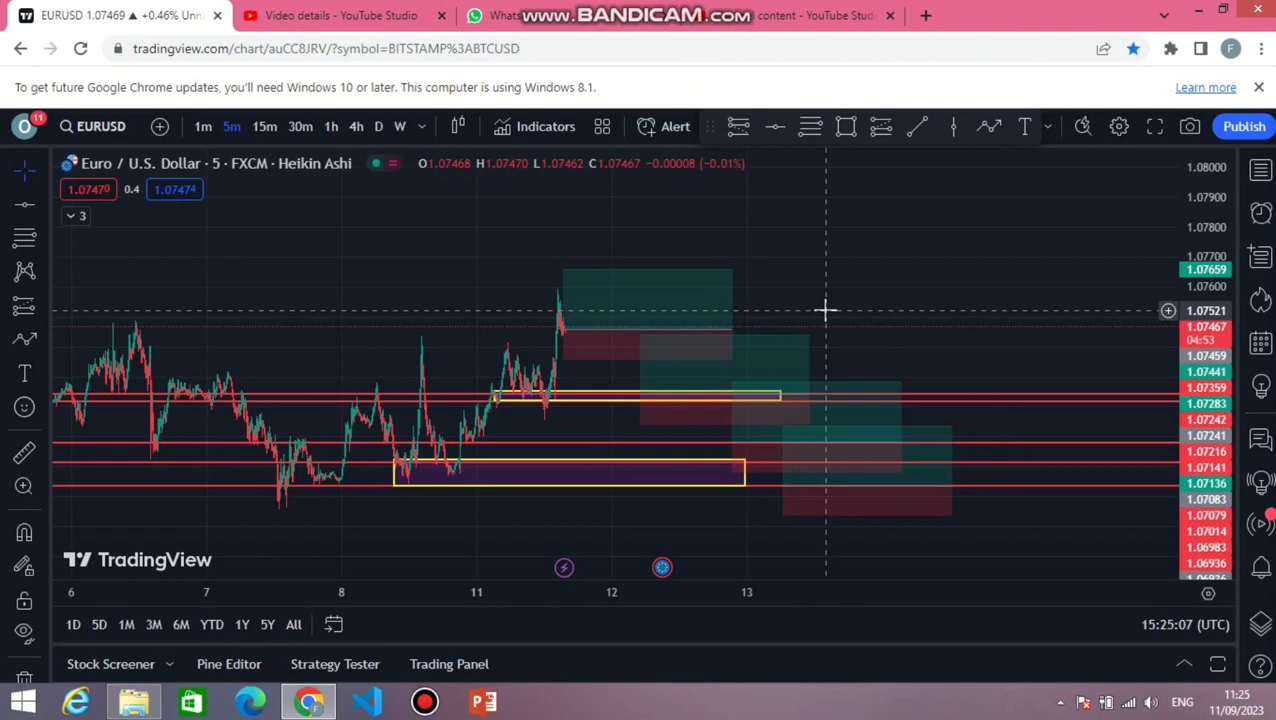 EURUSD 1.07469 ▲ +0.46% Unna
Video details - YouTube Studio
Whats
content - YouTube Studio
www.BANDICAM.com
tradingview.com/chart/auCC8JRV/?symbol=BITSTAMP%3ABTCUSD
F
To get future Google Chrome updates, you'll need Windows 10 or later. This computer is using Windows 8.1.
Learn more
O 11
EURUSD
1m 5m 15m 30m 1h 4h D W
Indicators
Alert
Publish
Euro / U.S. Dollar · 5 · FXCM · Heikin Ashi
O1.07468 H1.07470 L1.07462 C1.07467 -0.00008 (-0.01%)
1.07470 0.4 1.07474
3
1.08000
1.07900
1.07800
1.07700
1.07659
1.07600
1.07521
1.07467
04:53
1.07459
1.07441
1.07359
1.07283
1.07242
1.07241
1.07216
1.07141
1.07136
1.07083
1.07079
1.07014
1.06983
1.06936
1.06926
TradingView
6 7 8 11 12 13
1D 5D 1M 3M 6M YTD 1Y 5Y All
15:25:07 (UTC)
Stock Screener
Pine Editor
Strategy Tester
Trading Panel
ENG
11:25
11/09/2023